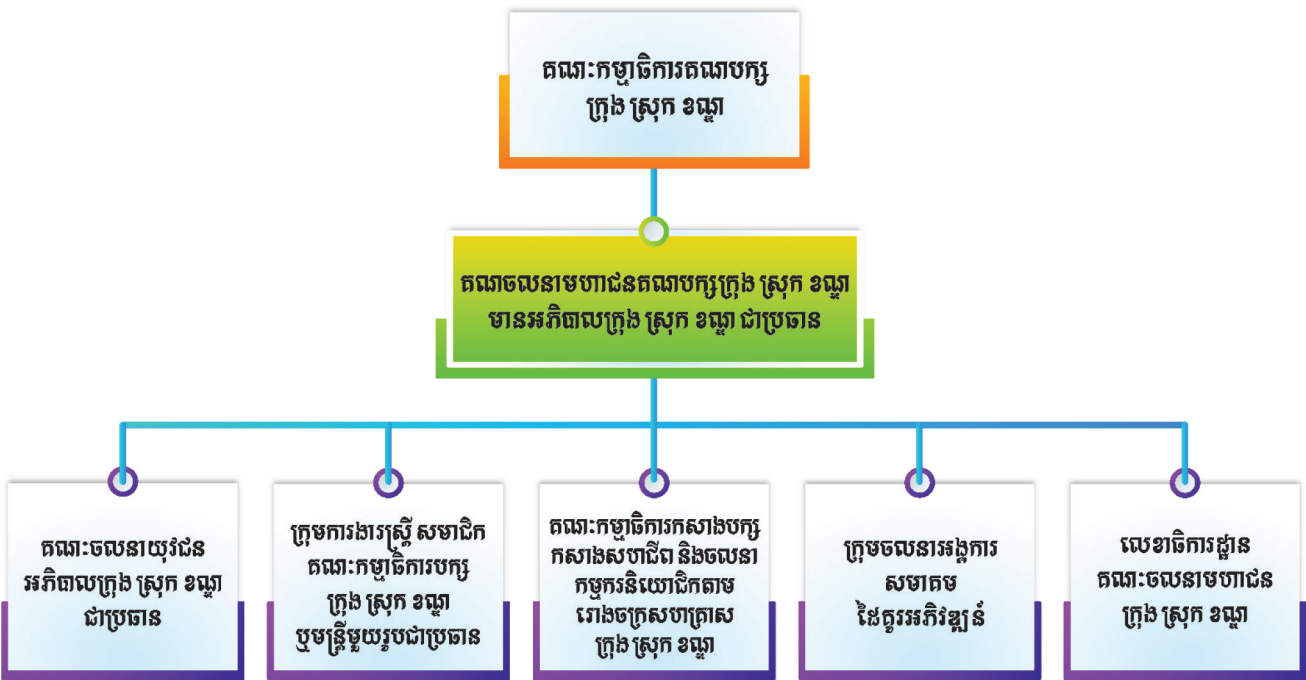 គណៈកម្មាធិការគណបក្ស
ក្រុង ស្រុក ខណ្ឌ
គណចលនាមហាជនគណបក្សក្រុង ស្រុក ខណ្ឌ
មានអភិបាលក្រុង ស្រុក ខណ្ឌ ជាប្រធាន
គណៈចលនាយុវជន
អភិបាលក្រុង ស្រុក ខណ្ឌ
ជាប្រធាន
ក្រុមការងារស្ត្រី សមាជិក
គណៈកម្មាធិការបក្ស
ក្រុង ស្រុក ខណ្ឌ
ឬមន្ត្រីមួយរូបជាប្រធាន
គណៈកម្មាធិការកសាងបក្ស
កសាងសហជីព និងចលនា
កម្មករនិយោជិកតាម
រោងចក្រសហគ្រាស
ក្រុង ស្រុក ខណ្ឌ
ក្រុមចលនាអង្គការ
សមាគម
ដៃគូរអភិវឌ្ឍន៍
លេខាធិការដ្ឋាន
គណៈចលនាមហាជន
ក្រុង ស្រុក ខណ្ឌ